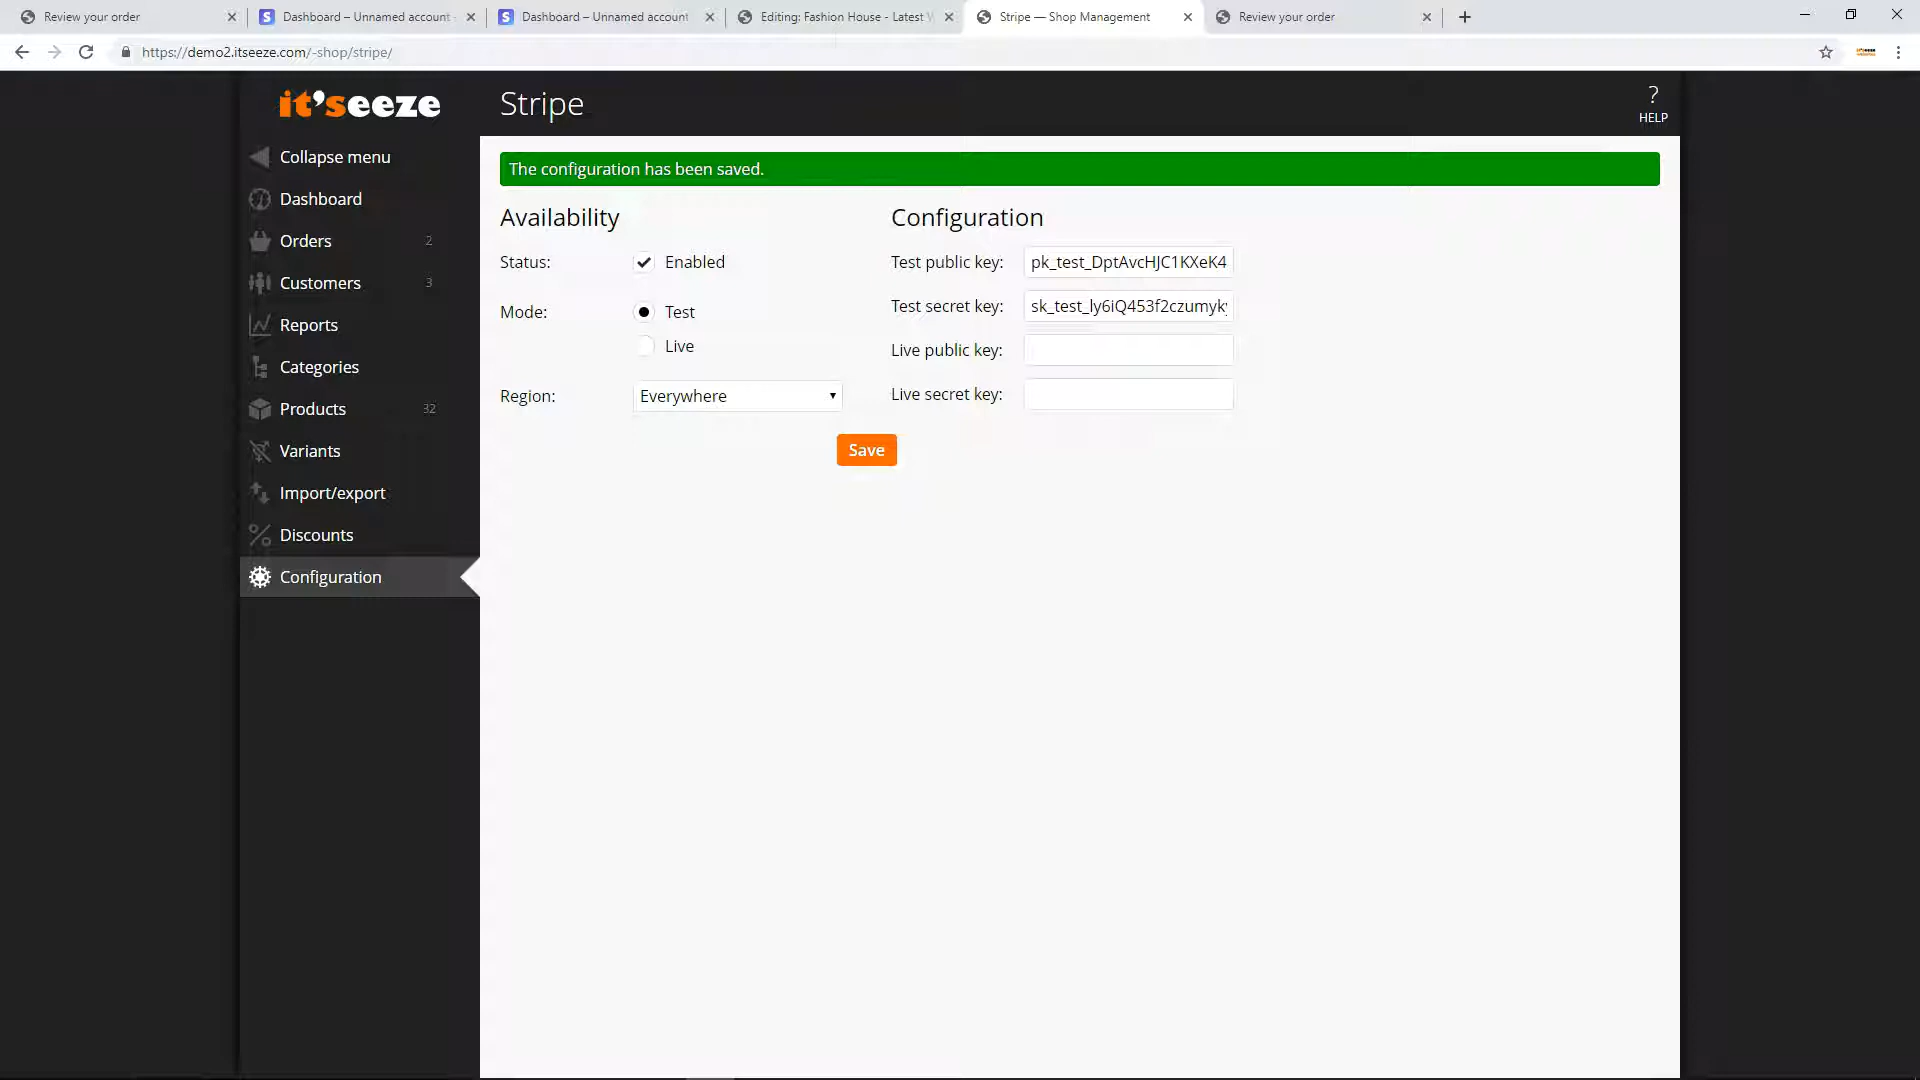 Review your order
Dashboard – Unnamed account
Dashboard – Unnamed account
Editing: Fashion House - Latest
Stripe — Shop Management
Review your order
https://demo2.itseeze.com/-shop/stripe/
it'seeze
Stripe
?
HELP
Collapse menu
Dashboard
Orders 2
Customers 3
Reports
Categories
Products 32
Variants
Import/export
Discounts
Configuration
The configuration has been saved.
Availability
Status: Enabled
Mode: Test
Live
Region: Everywhere
Configuration
Test public key: pk_test_DptAvcHJC1KXeK4
Test secret key: sk_test_ly6iQ453f2czumyk
Live public key:
Live secret key:
Save